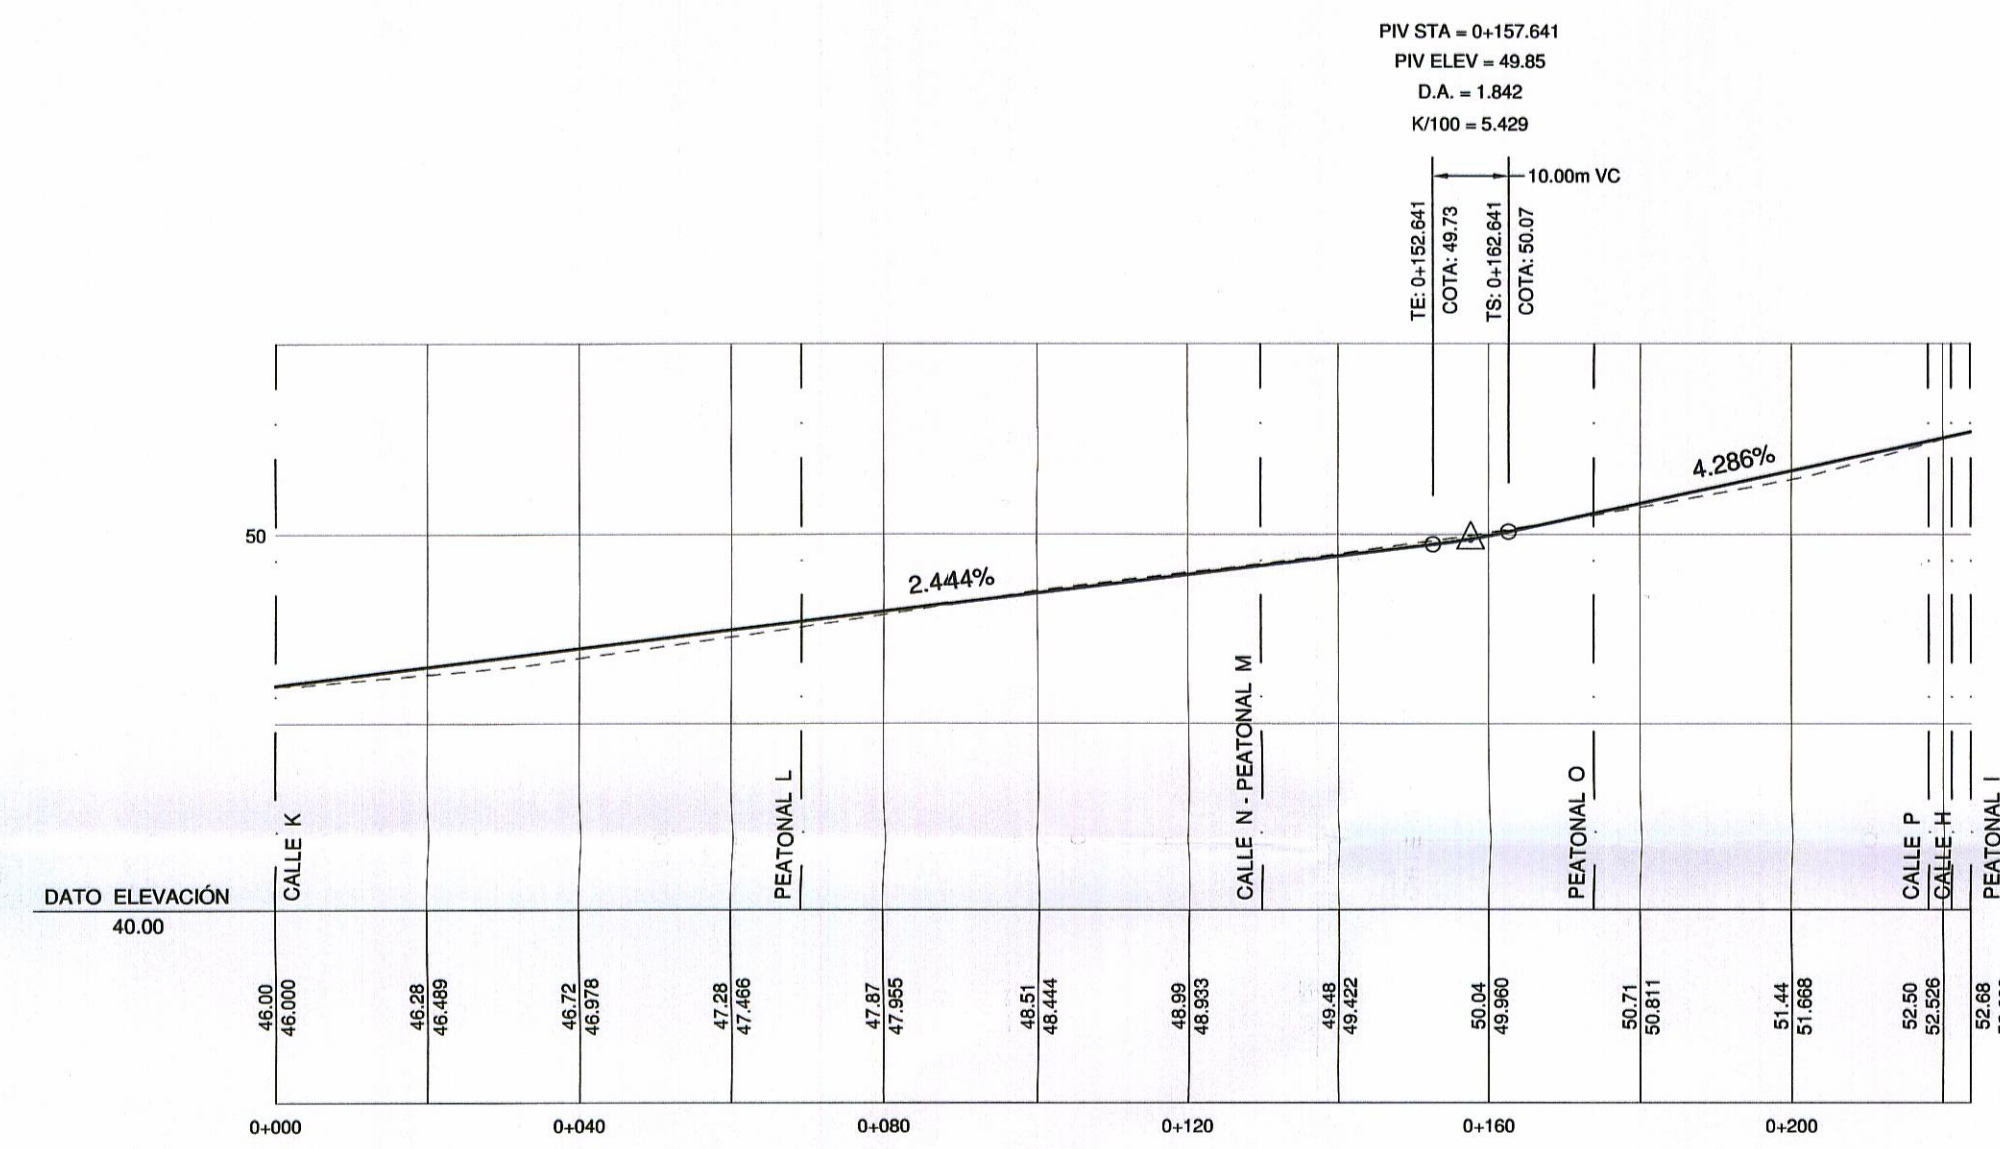 PIV STA = 0+157.641
PIV ELEV = 49.85
D.A. = 1.842
K/100 = 5.429
10.00m VC
TE: 0+152.641
COTA: 49.73
TS: 0+162.641
COTA: 50.07
4.286%
50
2.444%
CALLE K
PEATONAL L
CALLE N PEATONAL M
PEATONAL O
CALLE P
CALLE H
PEATONAL
DATO ELEVACIÓN
40.00
46.00
46.000
46.28
46.489
46.72
46.978
47.28
47.466
47.87
47.955
48.51
48.444
48.99
48.933
49.48
49.422
50.04
49.960
50.71
50.811
51.44
51.668
52.50
52.526
52.68
0+000
0+040
0+080
0+120
0+160
0+200